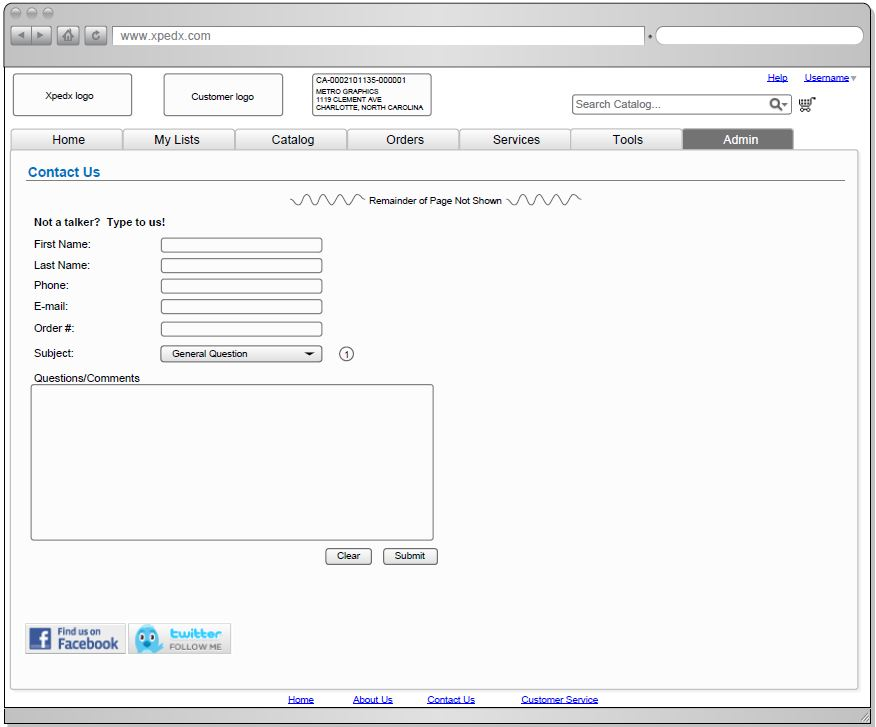 www.xpedx.com
Help Username
Xpedx logo
Customer logo
CA-0002101135-000001
METRO GRAPHICS
1119 CLEMENT AVE
CHARLOTTE, NORTH CAROLINA
Search Catalog...
Home My Lists Catalog Orders Services Tools Admin
Contact Us
Remainder of Page Not Shown
Not a talker? Type to us!
First Name:
Last Name:
Phone:
E-mail:
Order #:
Subject: General Question 1
Questions/Comments
Clear Submit
Find us on
Facebook
twitter
FOLLOW ME
Home About Us Contact Us Customer Service